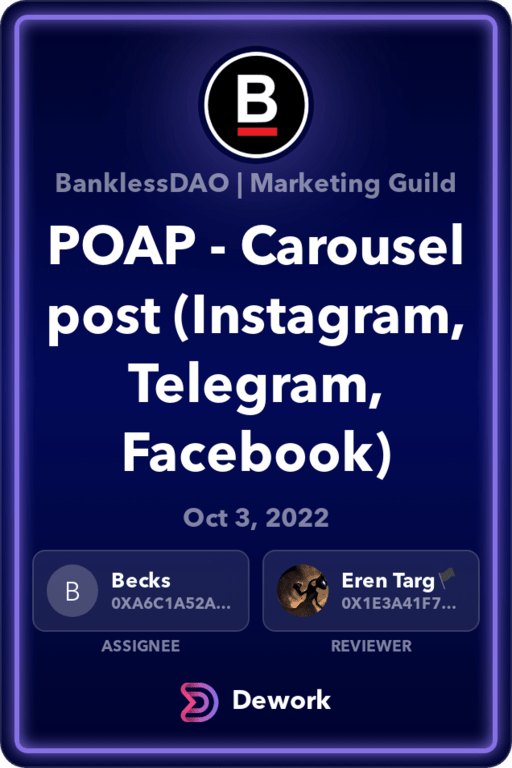 B
BanklessDAO | Marketing Guild
POAP - Carousel
post (Instagram,
Telegram,
Facebook)
Oct 3, 2022
B
Becks
0XA6C1A52A...
Eren Targ🏴
0X1E3A41F7...
ASSIGNEE
REVIEWER
Dework